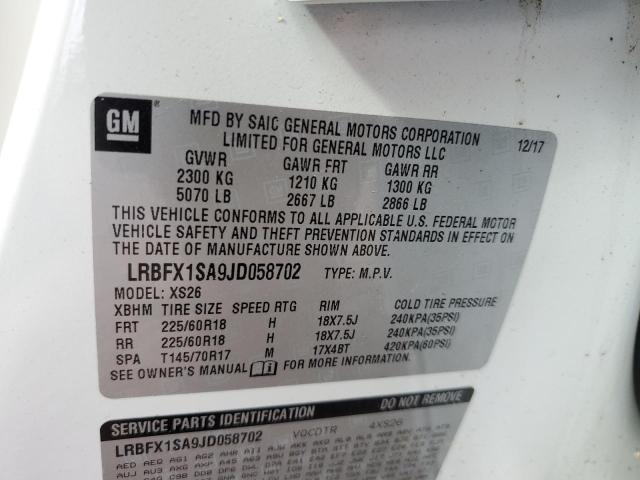 GM
MFD BY SAIC GENERAL MOTORS CORPORATION
LIMITED FOR GENERAL MOTORS LLC 12/17
GVWR GAWR FRT GAWR RR
2300 KG 1210 KG 1300 KG
5070 LB 2667 LB 2866 LB
THIS VEHICLE CONFORMS TO ALL APPLICABLE U.S. FEDERAL MOTOR
VEHICLE SAFETY AND THEFT PREVENTION STANDARDS IN EFFECT ON
THE DATE OF MANUFACTURE SHOWN ABOVE.
LRBFX1SA9JD058702 TYPE: M.P.V.
MODEL: XS26
XBHM TIRE SIZE SPEED RTG RIM COLD TIRE PRESSURE
FRT 225/60R18 H 18X7.5J 240KPA(35PSI)
RR 225/60R18 H 18X7.5J 240KPA(35PSI)
SPA T145/70R17 M 17X4BT 420KPA(60PSI)
SEE OWNER'S MANUAL FOR MORE INFORMATION.
SERVICE PARTS IDENTIFICATION DO NOT REMOVE
LRBFX1SA9JD058702 VQCDTR 4XS26